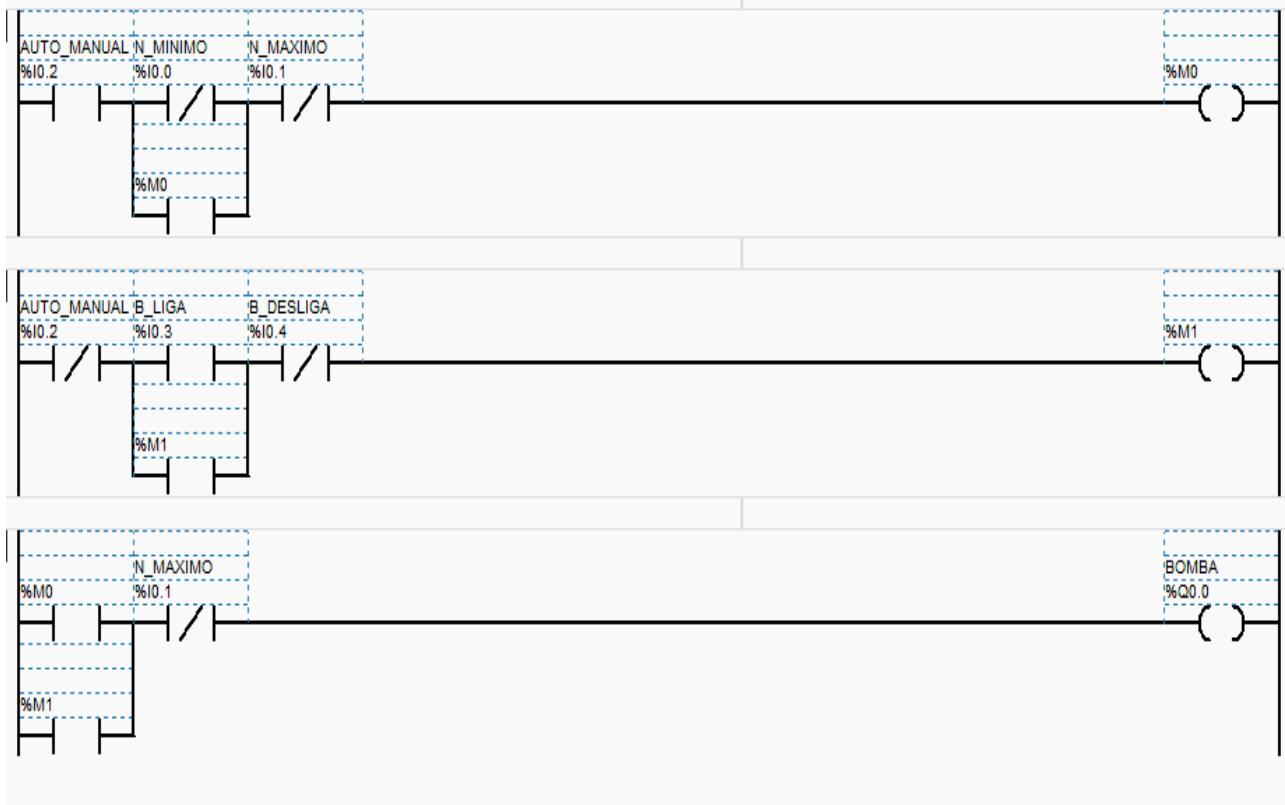 AUTO_MANUAL N_MINIMO N_MAXIMO
%I0.2 %I0.0 %I0.1 %M0
%M0
AUTO_MANUAL B_LIGA B_DESLIGA
%I0.2 %I0.3 %I0.4 %M1
%M1
N_MAXIMO BOMBA
%M0 %I0.1 %Q0.0
%M1